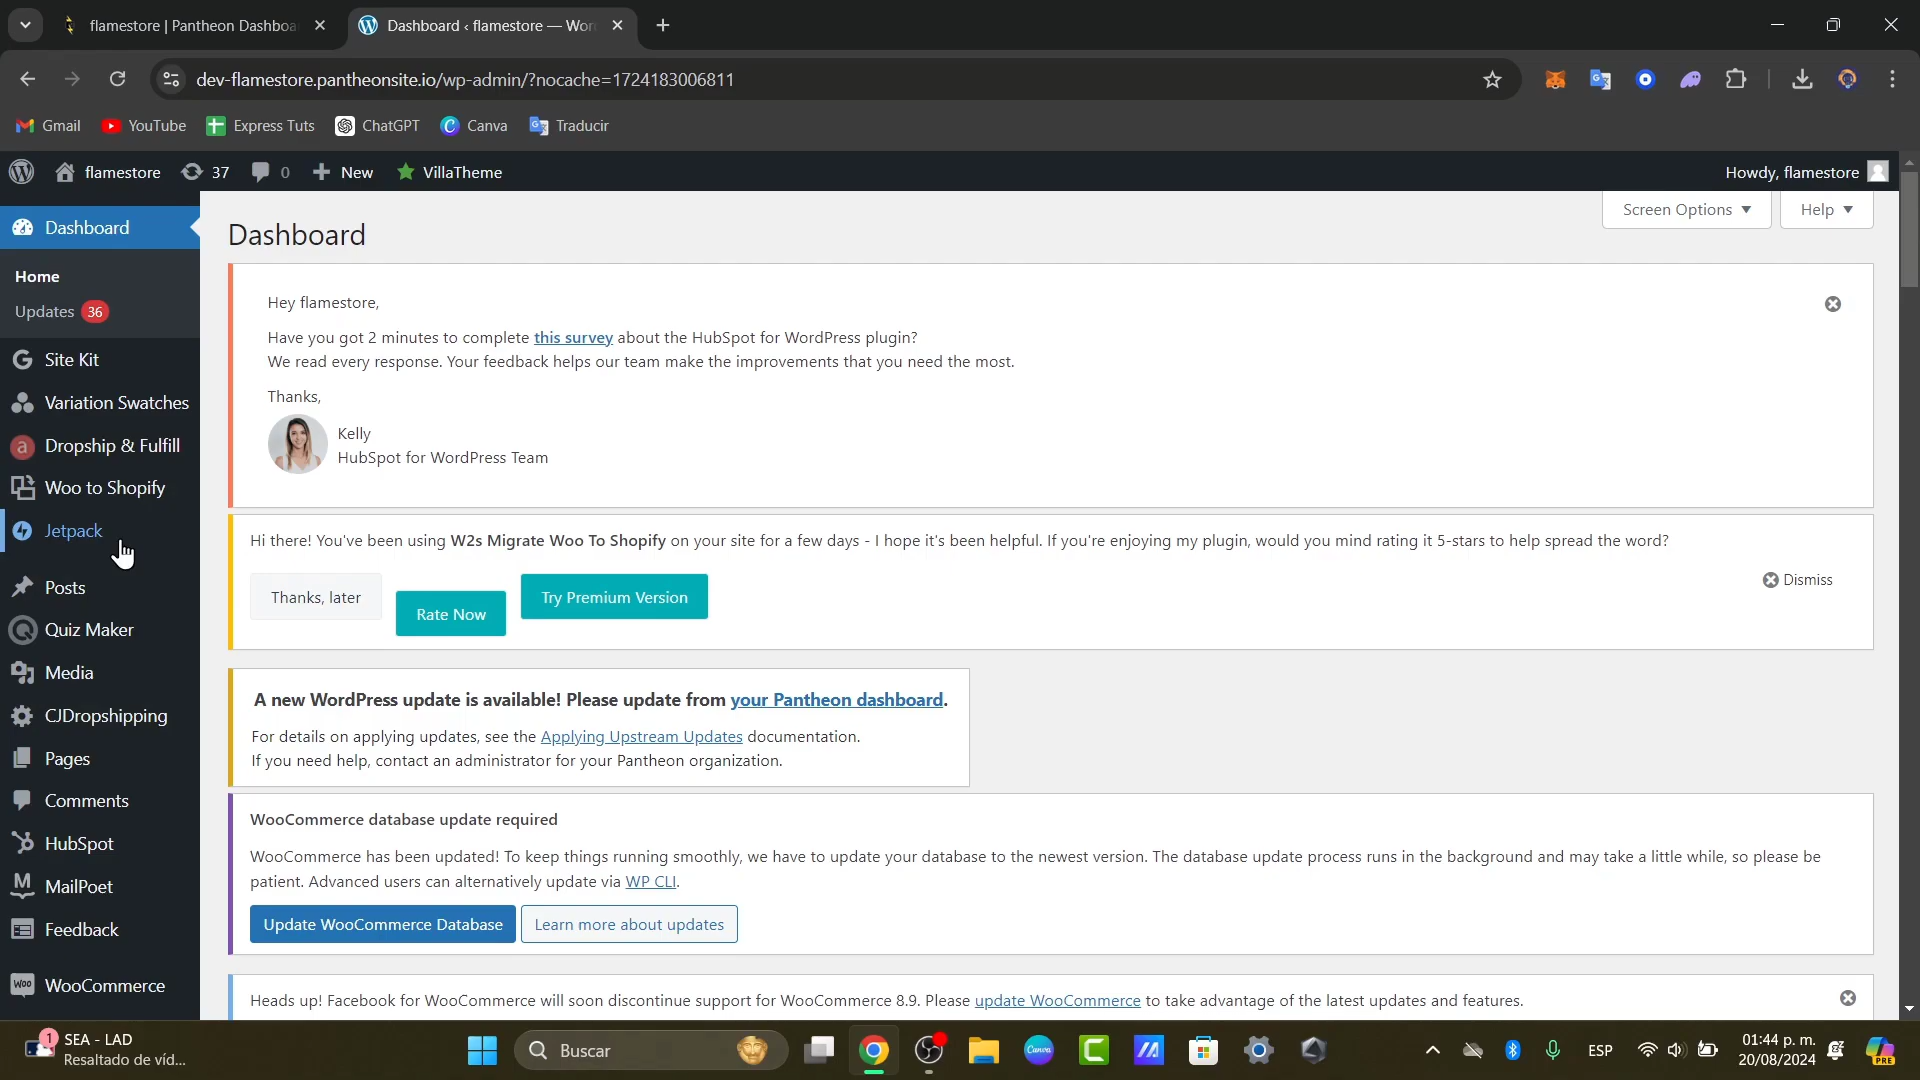 flamestore | Pantheon Dashboa
Dashboard ‹ flamestore — Wor
dev-flamestore.pantheonsite.io/wp-admin/?nocache=1724183006811
Gmail
YouTube
Express Tuts
ChatGPT
Canva
Traducir
flamestore
37
0
New
VillaTheme
Howdy, flamestore
Dashboard
Home
Updates 36
Site Kit
Variation Swatches
Dropship & Fulfill
Woo to Shopify
Jetpack
Posts
Quiz Maker
Media
CJDropshipping
Pages
Comments
HubSpot
MailPoet
Feedback
WooCommerce
Screen Options
Help
Dashboard
Hey flamestore,
Have you got 2 minutes to complete this survey about the HubSpot for WordPress plugin?
We read every response. Your feedback helps our team make the improvements that you need the most.
Thanks,
Kelly
HubSpot for WordPress Team
Hi there! You've been using W2s Migrate Woo To Shopify on your site for a few days - I hope it's been helpful. If you're enjoying my plugin, would you mind rating it 5-stars to help spread the word?
Dismiss
Thanks, later
Rate Now
Try Premium Version
A new WordPress update is available! Please update from your Pantheon dashboard.
For details on applying updates, see the Applying Upstream Updates documentation.
If you need help, contact an administrator for your Pantheon organization.
WooCommerce database update required
WooCommerce has been updated! To keep things running smoothly, we have to update your database to the newest version. The database update process runs in the background and may take a little while, so please be
patient. Advanced users can alternatively update via WP CLI.
Update WooCommerce Database
Learn more about updates
Heads up! Facebook for WooCommerce will soon discontinue support for WooCommerce 8.9. Please update WooCommerce to take advantage of the latest updates and features.
1
SEA - LAD
Resaltado de víd...
Buscar
Canva
ESP
01:44 p. m.
20/08/2024
PRE